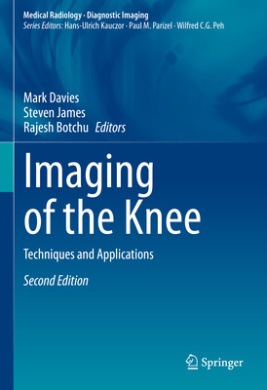 Medical Radiology · Diagnostic Imaging
Series Editors: Hans-Ulrich Kauczor · Paul M. Parizel · Wilfred C.G. Peh
Mark Davies
Steven James
Rajesh Botchu Editors
Imaging
of the Knee
Techniques and Applications
Second Edition
Springer